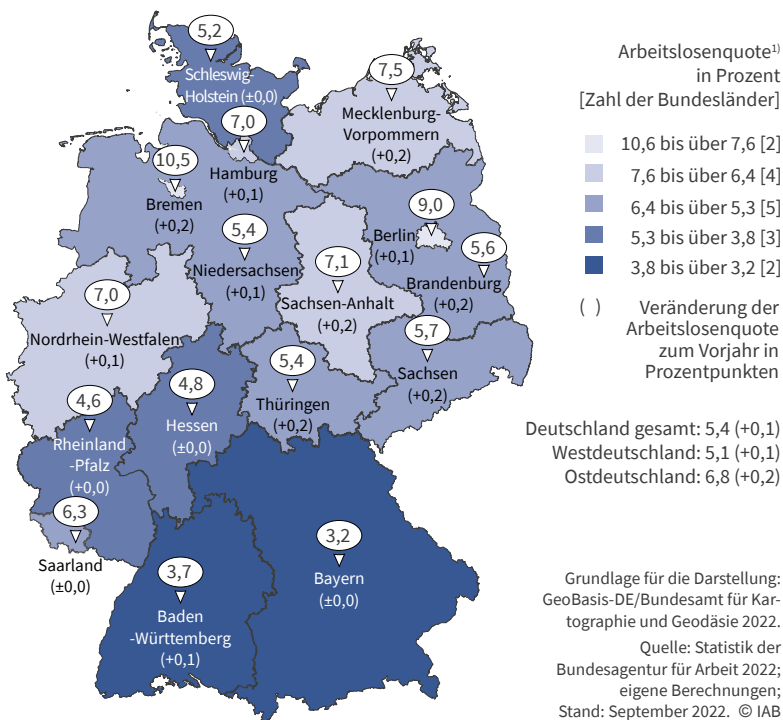 5,2
Schleswig-
Holstein (±0,0)
7,5
Mecklenburg-
Vorpommern
(+0,2)
7,0
Hamburg
(+0,1)
10,5
Bremen
(+0,2)
9,0
Berlin
(+0,1)
5,4
Niedersachsen
(+0,1)
5,6
Brandenburg
(+0,2)
7,1
Sachsen-Anhalt
(+0,2)
7,0
Nordrhein-Westfalen
(+0,1)
5,7
Sachsen
(+0,2)
5,4
Thüringen
(+0,2)
4,8
Hessen
(±0,0)
4,6
Rheinland
-Pfalz
(+0,0)
6,3
Saarland
(±0,0)
3,2
Bayern
(±0,0)
3,7
Baden
-Württemberg
(+0,1)
Arbeitslosenquote¹⁾
in Prozent
[Zahl der Bundesländer]
10,6 bis über 7,6 [2]
7,6 bis über 6,4 [4]
6,4 bis über 5,3 [5]
5,3 bis über 3,8 [3]
3,8 bis über 3,2 [2]
( ) Veränderung der
Arbeitslosenquote
zum Vorjahr in
Prozentpunkten
Deutschland gesamt: 5,4 (+0,1)
Westdeutschland: 5,1 (+0,1)
Ostdeutschland: 6,8 (+0,2)
Grundlage für die Darstellung:
GeoBasis-DE/Bundesamt für Kar-
tographie und Geodäsie 2022.
Quelle: Statistik der
Bundesagentur für Arbeit 2022;
eigene Berechnungen;
Stand: September 2022. © IAB